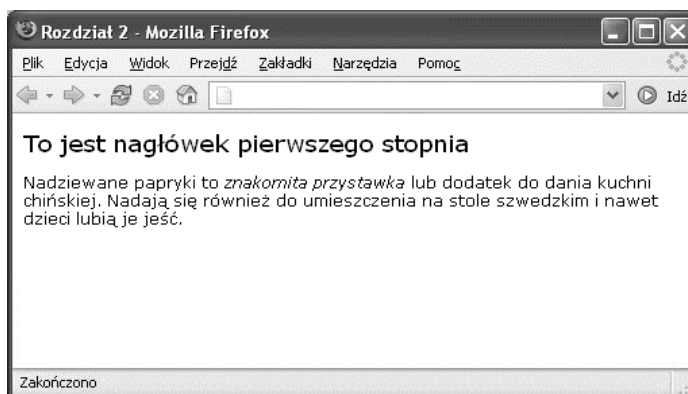 Rozdział 2 - Mozilla Firefox
Plik Edycja Widok Przejdź Zakładki Narzędzia Pomoc
Idź
To jest nagłówek pierwszego stopnia
Nadziewane papryki to znakomita przystawka lub dodatek do dania kuchni
chińskiej. Nadają się również do umieszczenia na stole szwedzkim i nawet
dzieci lubią je jeść.
Zakończono